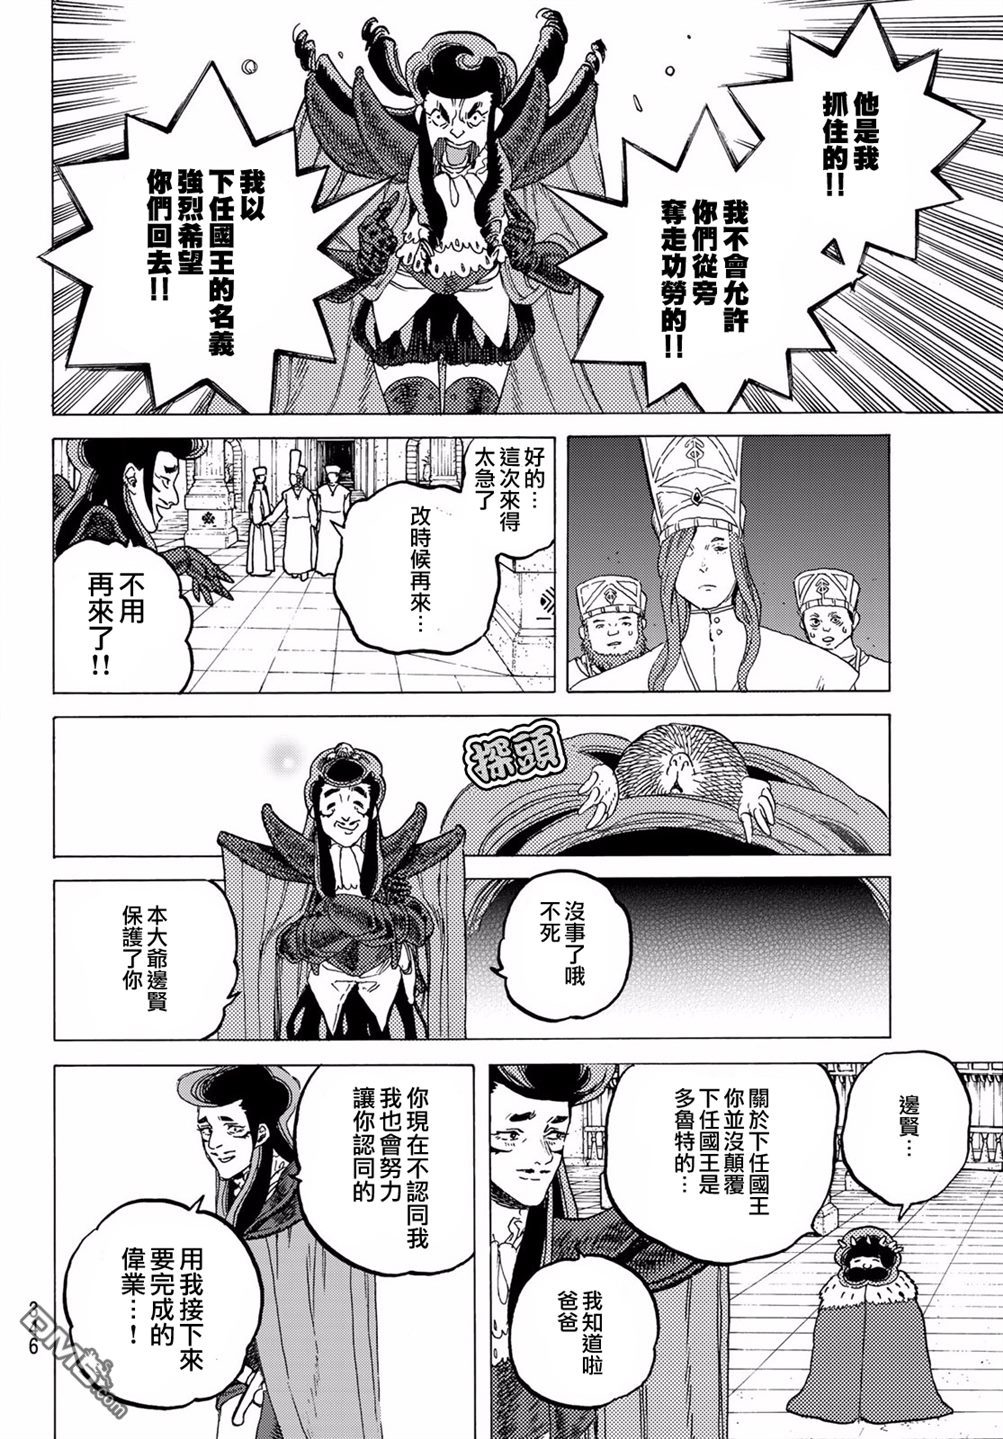 他是我
抓住的!!
我不會允許
你們從旁
奪走功勞的!!
我以
下任國王的名義
強烈希望
你們回去!!
好的…
這次來得
太急了
改時候再來…
不用
再來了!!
探頭
沒事了哦
不死
本大爺邊賢
保護了你
邊賢…
關於下任國王
你並沒顛覆
下任國王是
多魯特的…
我知道啦
爸爸
你現在不認同我
我也會努力
讓你認同的
用我接下來
要完成的
偉業…!
246